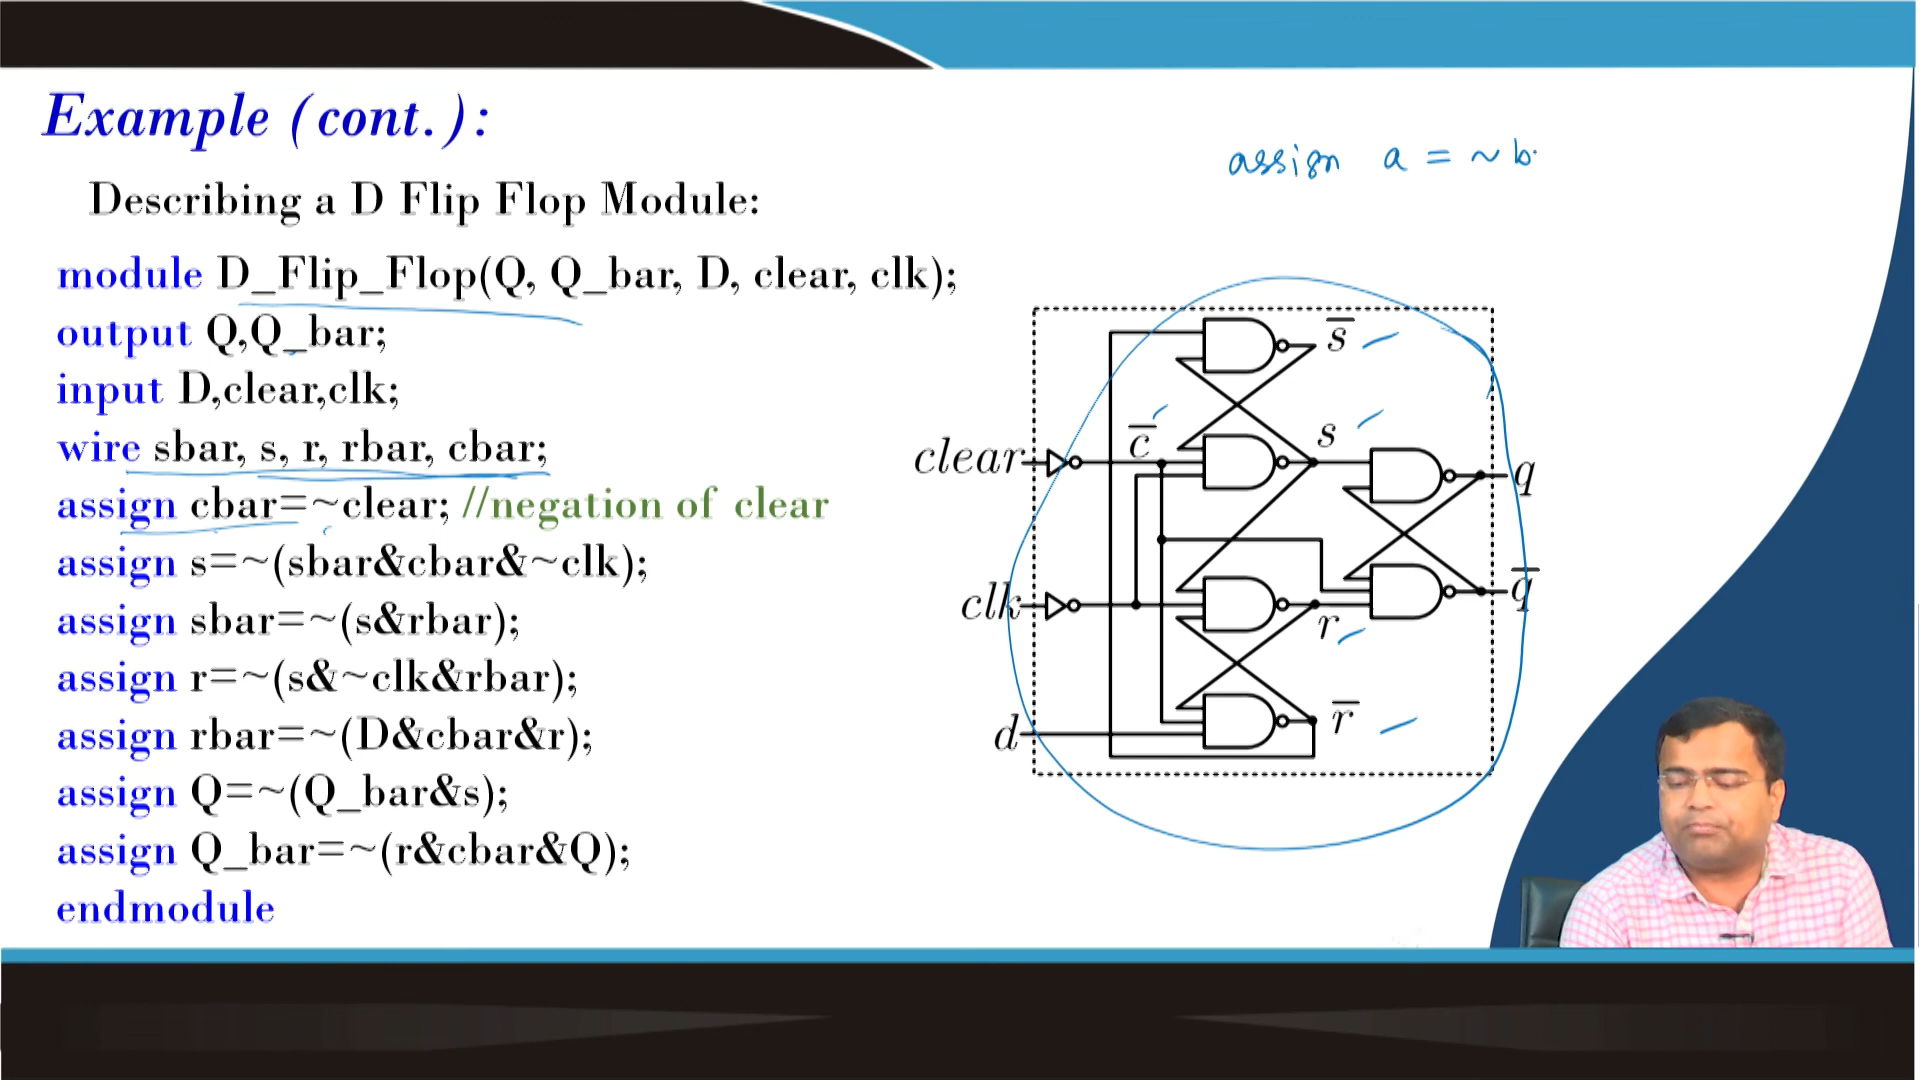 Example (cont.):
assign a = ~ b.
Describing a D Flip Flop Module:
module D_Flip_Flop(Q, Q_bar, D, clear, clk);
output Q,Q_bar;
input D,clear,clk;
wire sbar, s, r, rbar, cbar;
assign cbar=~clear; //negation of clear
assign s=~(sbar&cbar&~clk);
assign sbar=~(s&rbar);
assign r=~(s&~clk&rbar);
assign rbar=~(D&cbar&r);
assign Q=~(Q_bar&s);
assign Q_bar=~(r&cbar&Q);
endmodule
s̅
clear
c̅
s
q
clk
q̅
r
d
r̅